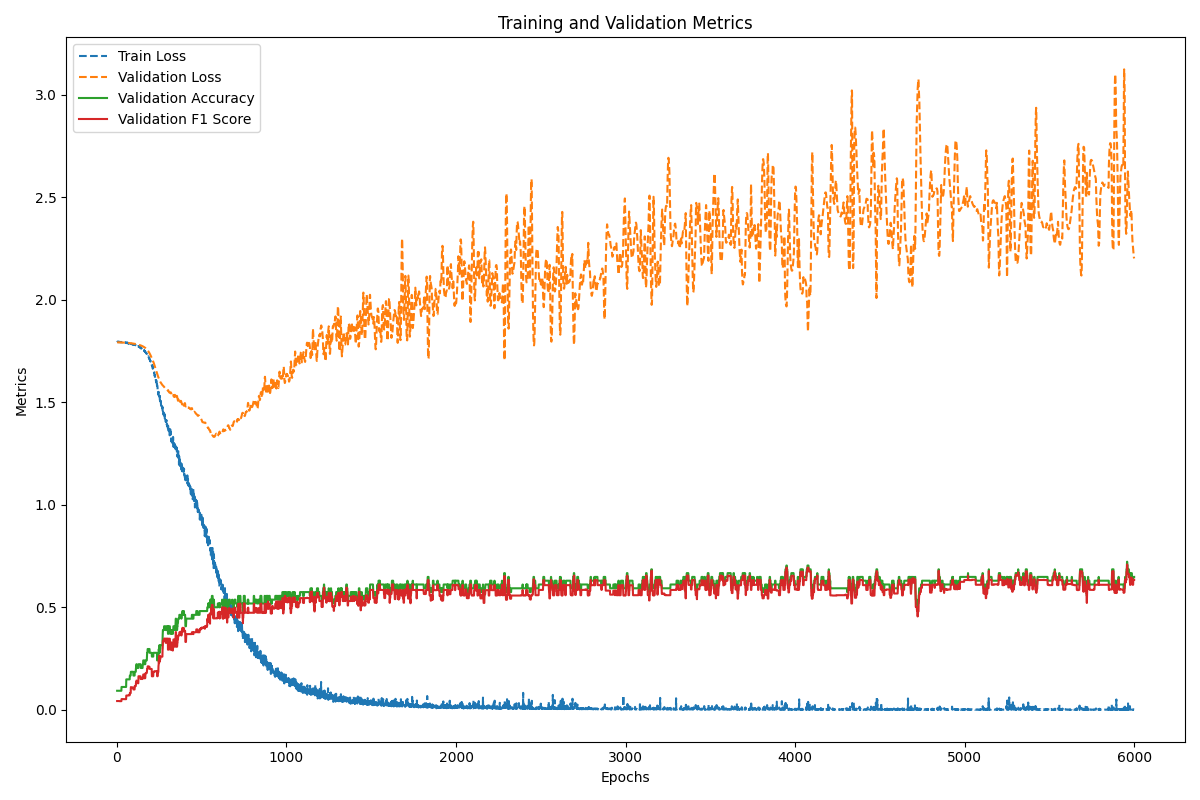 Training and Validation Metrics
Train Loss
Validation Loss
Validation Accuracy
Validation F1 Score
Metrics
3.0
2.5
2.0
1.5
1.0
0.5
0.0
0 1000 2000 3000 4000 5000 6000
Epochs